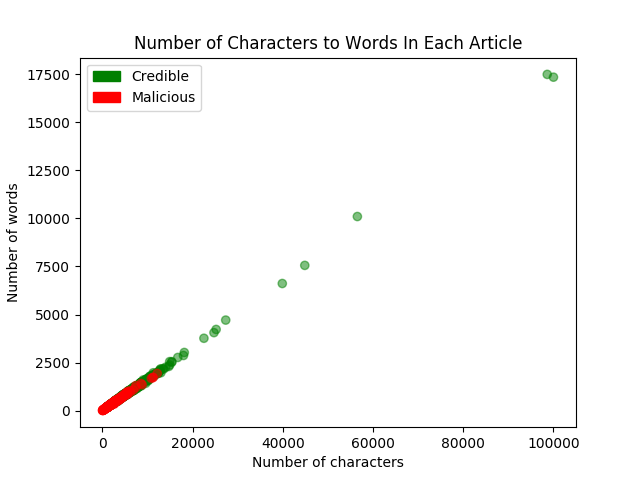 Number of Characters to Words In Each Article
Credible
Malicious
17500
15000
12500
10000
7500
5000
2500
0
Number of words
0
20000
40000
60000
80000
100000
Number of characters